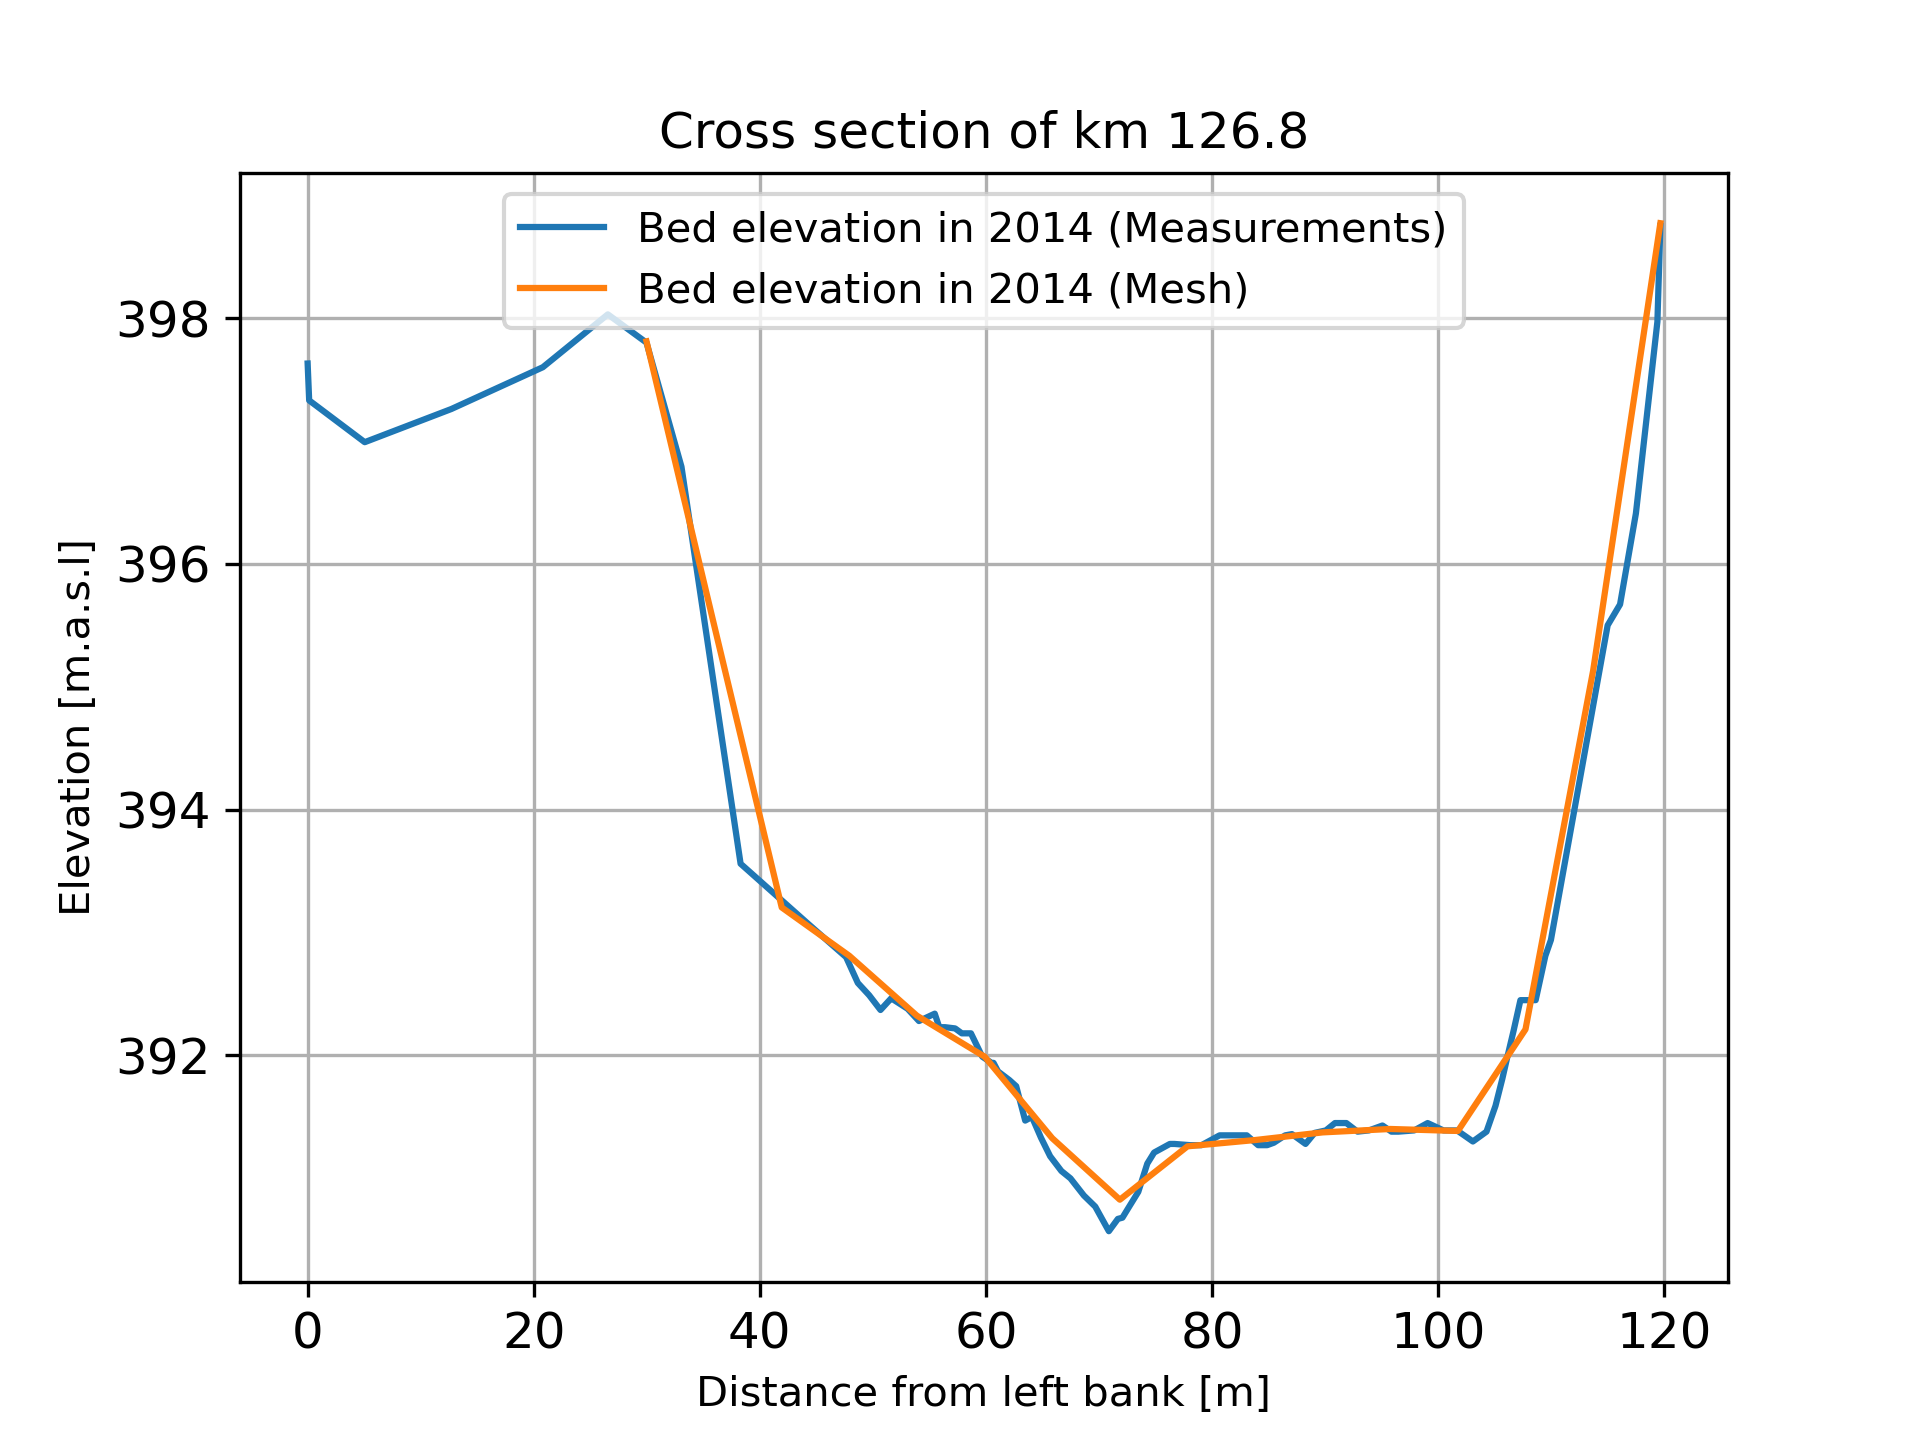 Cross section of km 126.8
Bed elevation in 2014 (Measurements)
Bed elevation in 2014 (Mesh)
398
396
394
392
Elevation [m.a.s.l]
0 20 40 60 80 100 120
Distance from left bank [m]